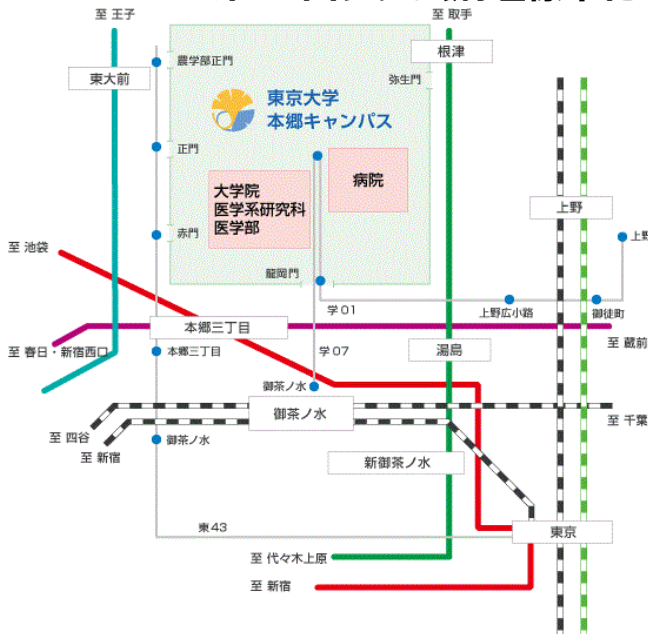 至 王子
至 取手
東大前
根津
農学部正門
弥生門
東京大学
本郷キャンパス
正門
病院
大学院
医学系研究科
医学部
上野
赤門
上野
至 池袋
龍岡門
学01
上野広小路
御徒町
本郷三丁目
至 蔵前
至 春日・新宿西口
本郷三丁目
学07
湯島
御茶ノ水
御茶ノ水
至 千葉
至 四谷
御茶ノ水
至 新宿
新御茶ノ水
東43
東京
至 代々木上原
至 新宿